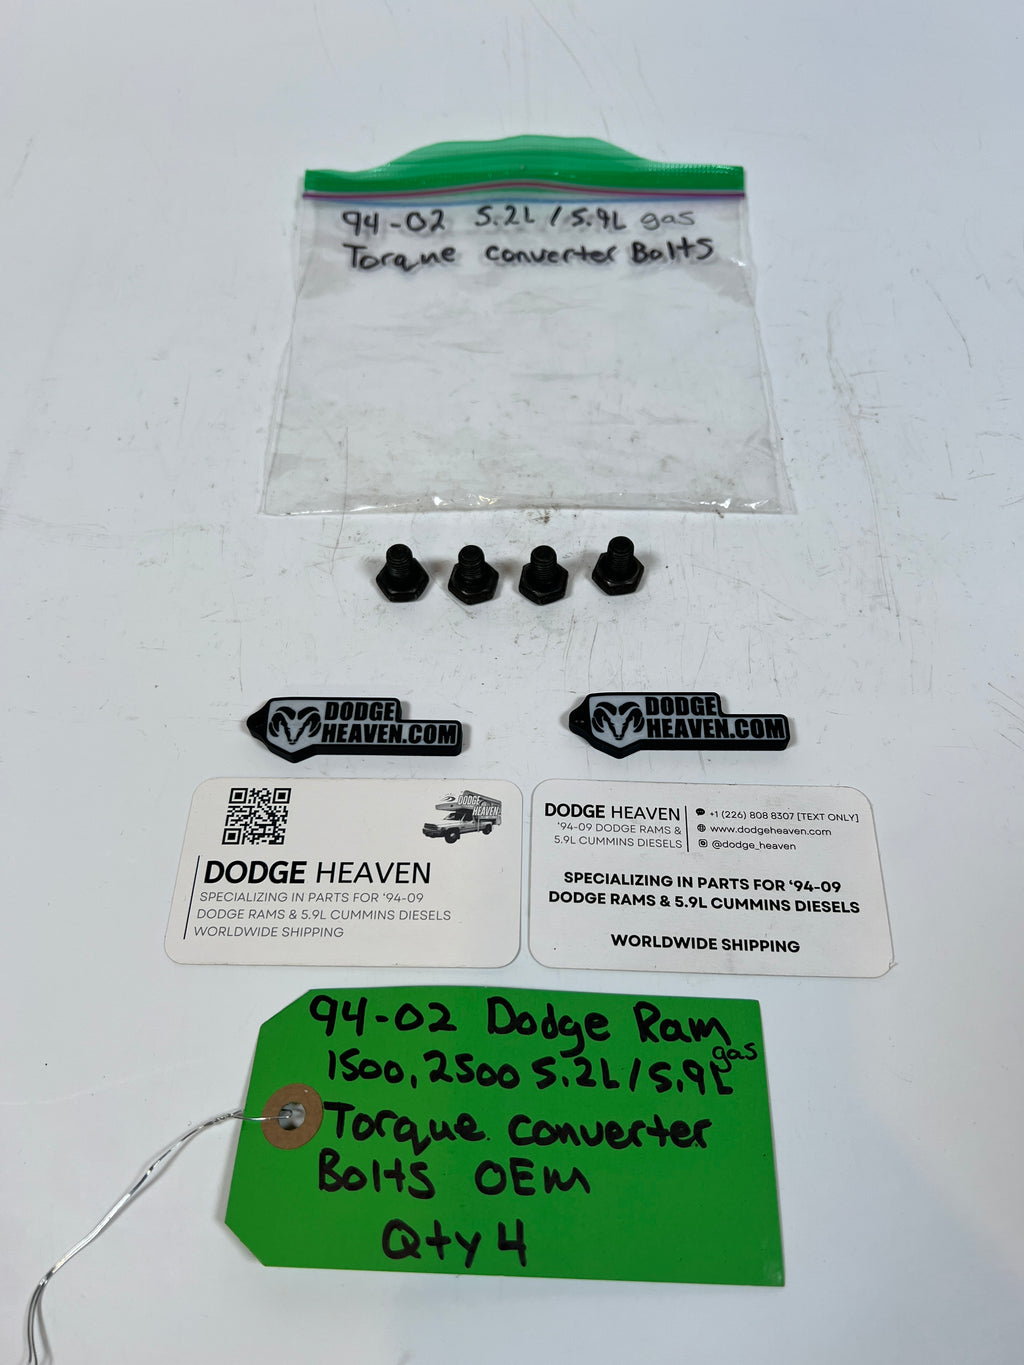 94-02 5.2L / 5.9L gas
Torque converter Bolts
DODGE
HEAVEN.COM
DODGE
HEAVEN.COM
DODGE
HEAVEN
DODGE HEAVEN
SPECIALIZING IN PARTS FOR '94-09
DODGE RAMS & 5.9L CUMMINS DIESELS
WORLDWIDE SHIPPING
DODGE HEAVEN
'94-09 DODGE RAMS &
5.9L CUMMINS DIESELS
+1 (226) 808 8307 [TEXT ONLY]
www.dodgeheaven.com
@dodge_heaven
SPECIALIZING IN PARTS FOR '94-09
DODGE RAMS & 5.9L CUMMINS DIESELS
WORLDWIDE SHIPPING
94-02 Dodge Ram
1500, 2500 5.2L / 5.9L gas
Torque converter
Bolts OEM
Qty 4